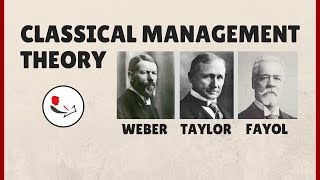 CLASSICAL MANAGEMENT
THEORY
WEBER TAYLOR FAYOL